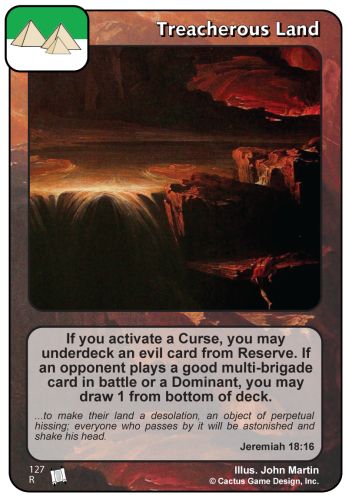 Treacherous Land
If you activate a Curse, you may
underdeck an evil card from Reserve. If
an opponent plays a good multi-brigade
card in battle or a Dominant, you may
draw 1 from bottom of deck.
...to make their land a desolation, an object of perpetual
hissing; everyone who passes by it will be astonished and
shake his head.
Jeremiah 18:16
127
R
Illus. John Martin
© Cactus Game Design, Inc.